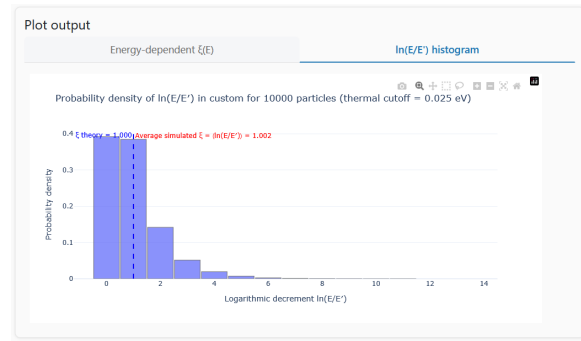 Plot output
Energy-dependent ξ(E)
ln(E/E′) histogram
Probability density of ln(E/E′) in custom for 10000 particles (thermal cutoff = 0.025 eV)
ξ theory = 1.000
Average simulated ξ = ⟨ln(E/E′)⟩ = 1.002
0.4
0.3
0.2
0.1
0
Probability density
0 2 4 6 8 10 12 14
Logarithmic decrement ln(E/E′)